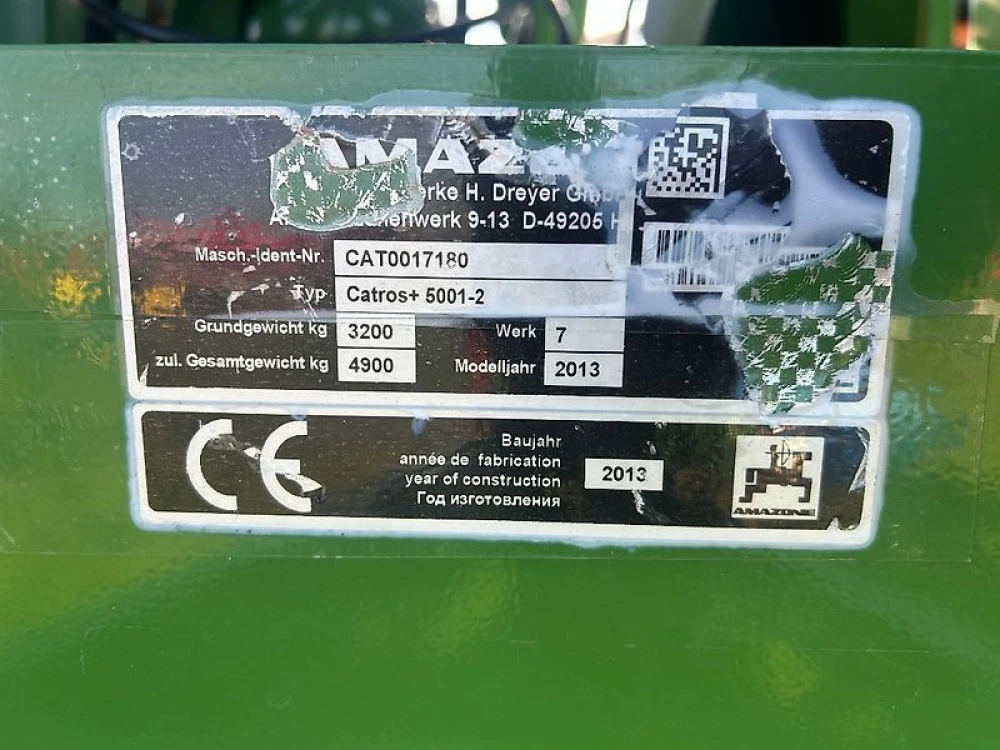 AMAZ
erke H. Dreyer Gmb
9-13 D-49205 H
Masch.-Ident-Nr. CAT0017180
Typ Catros+ 5001-2
Grundgewicht kg 3200 Werk 7
zul. Gesamtgewicht kg 4900 Modelljahr 2013
CE
Baujahr
année de fabrication
year of construction
Год изготовления
2013
AMAZONE